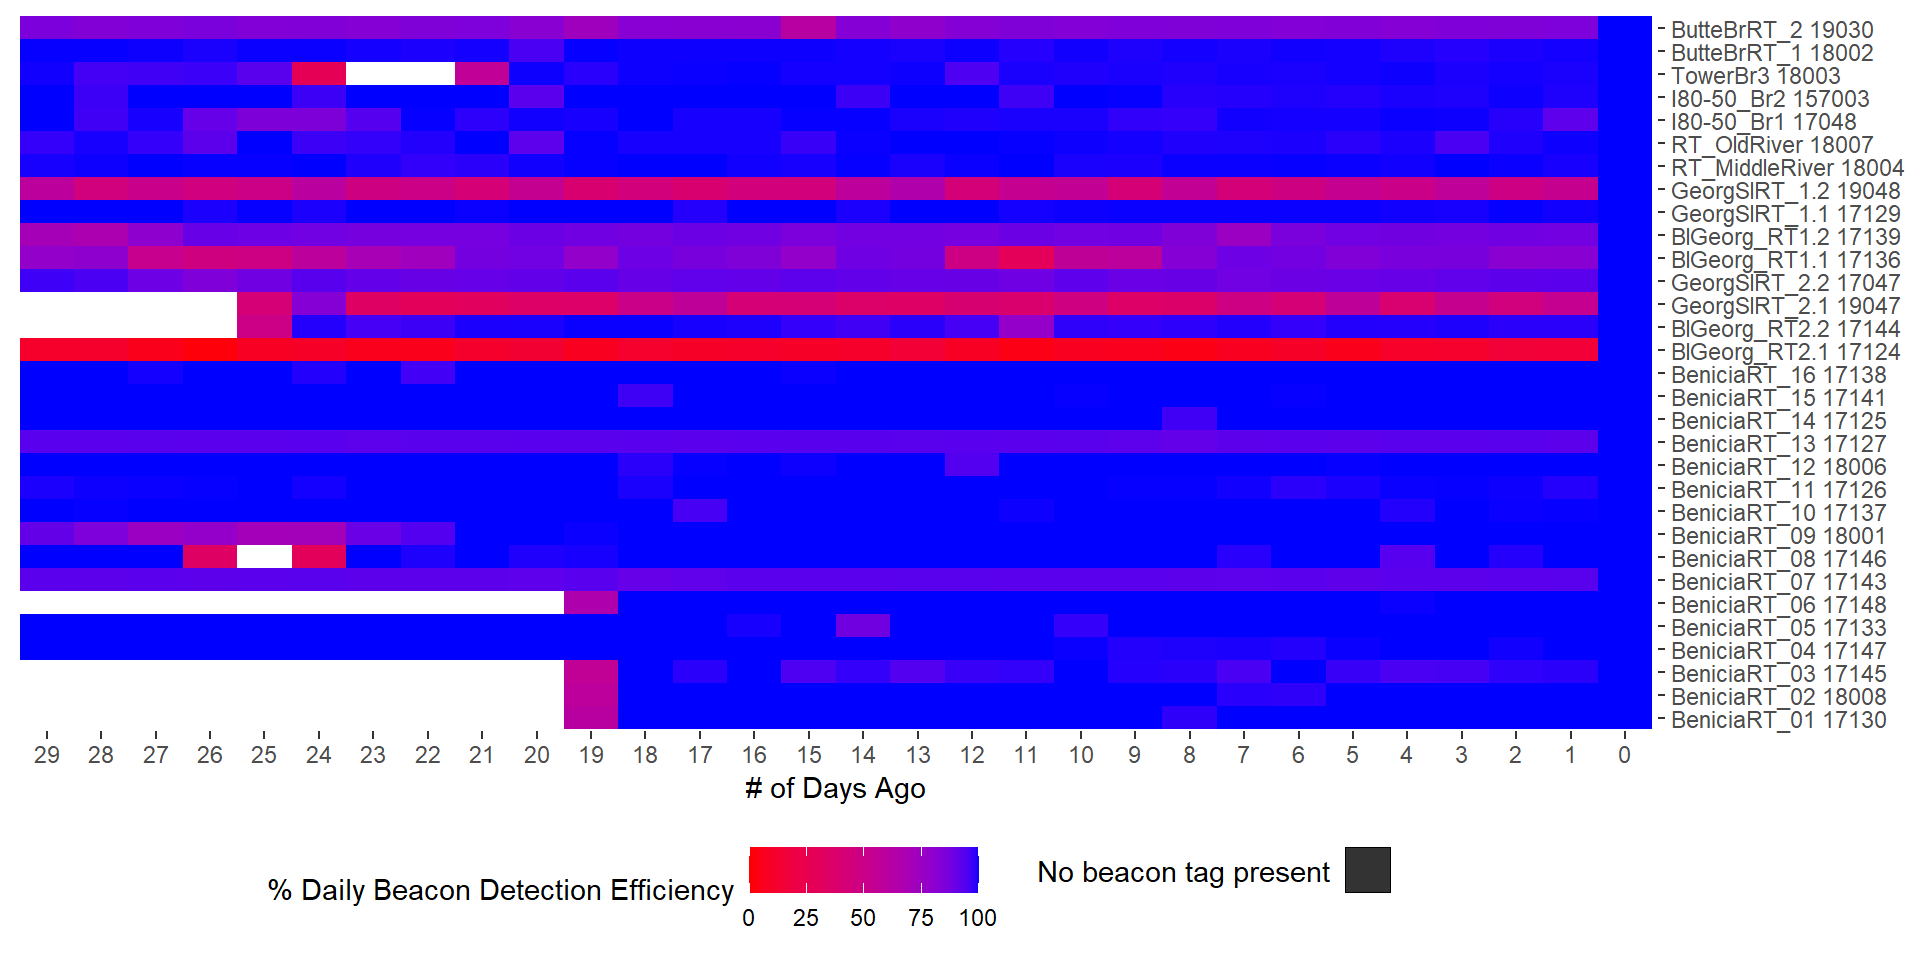 ButteBrRT_2 19030
ButteBrRT_1 18002
TowerBr3 18003
I80-50_Br2 157003
I80-50_Br1 17048
RT_OldRiver 18007
RT_MiddleRiver 18004
GeorgSlRT_1.2 19048
GeorgSlRT_1.1 17129
BlGeorg_RT1.2 17139
BlGeorg_RT1.1 17136
GeorgSlRT_2.2 17047
GeorgSlRT_2.1 19047
BlGeorg_RT2.2 17144
BlGeorg_RT2.1 17124
BeniciaRT_16 17138
BeniciaRT_15 17141
BeniciaRT_14 17125
BeniciaRT_13 17127
BeniciaRT_12 18006
BeniciaRT_11 17126
BeniciaRT_10 17137
BeniciaRT_09 18001
BeniciaRT_08 17146
BeniciaRT_07 17143
BeniciaRT_06 17148
BeniciaRT_05 17133
BeniciaRT_04 17147
BeniciaRT_03 17145
BeniciaRT_02 18008
BeniciaRT_01 17130
29 28 27 26 25 24 23 22 21 20 19 18 17 16 15 14 13 12 11 10 9 8 7 6 5 4 3 2 1 0
# of Days Ago
% Daily Beacon Detection Efficiency
0 25 50 75 100
No beacon tag present